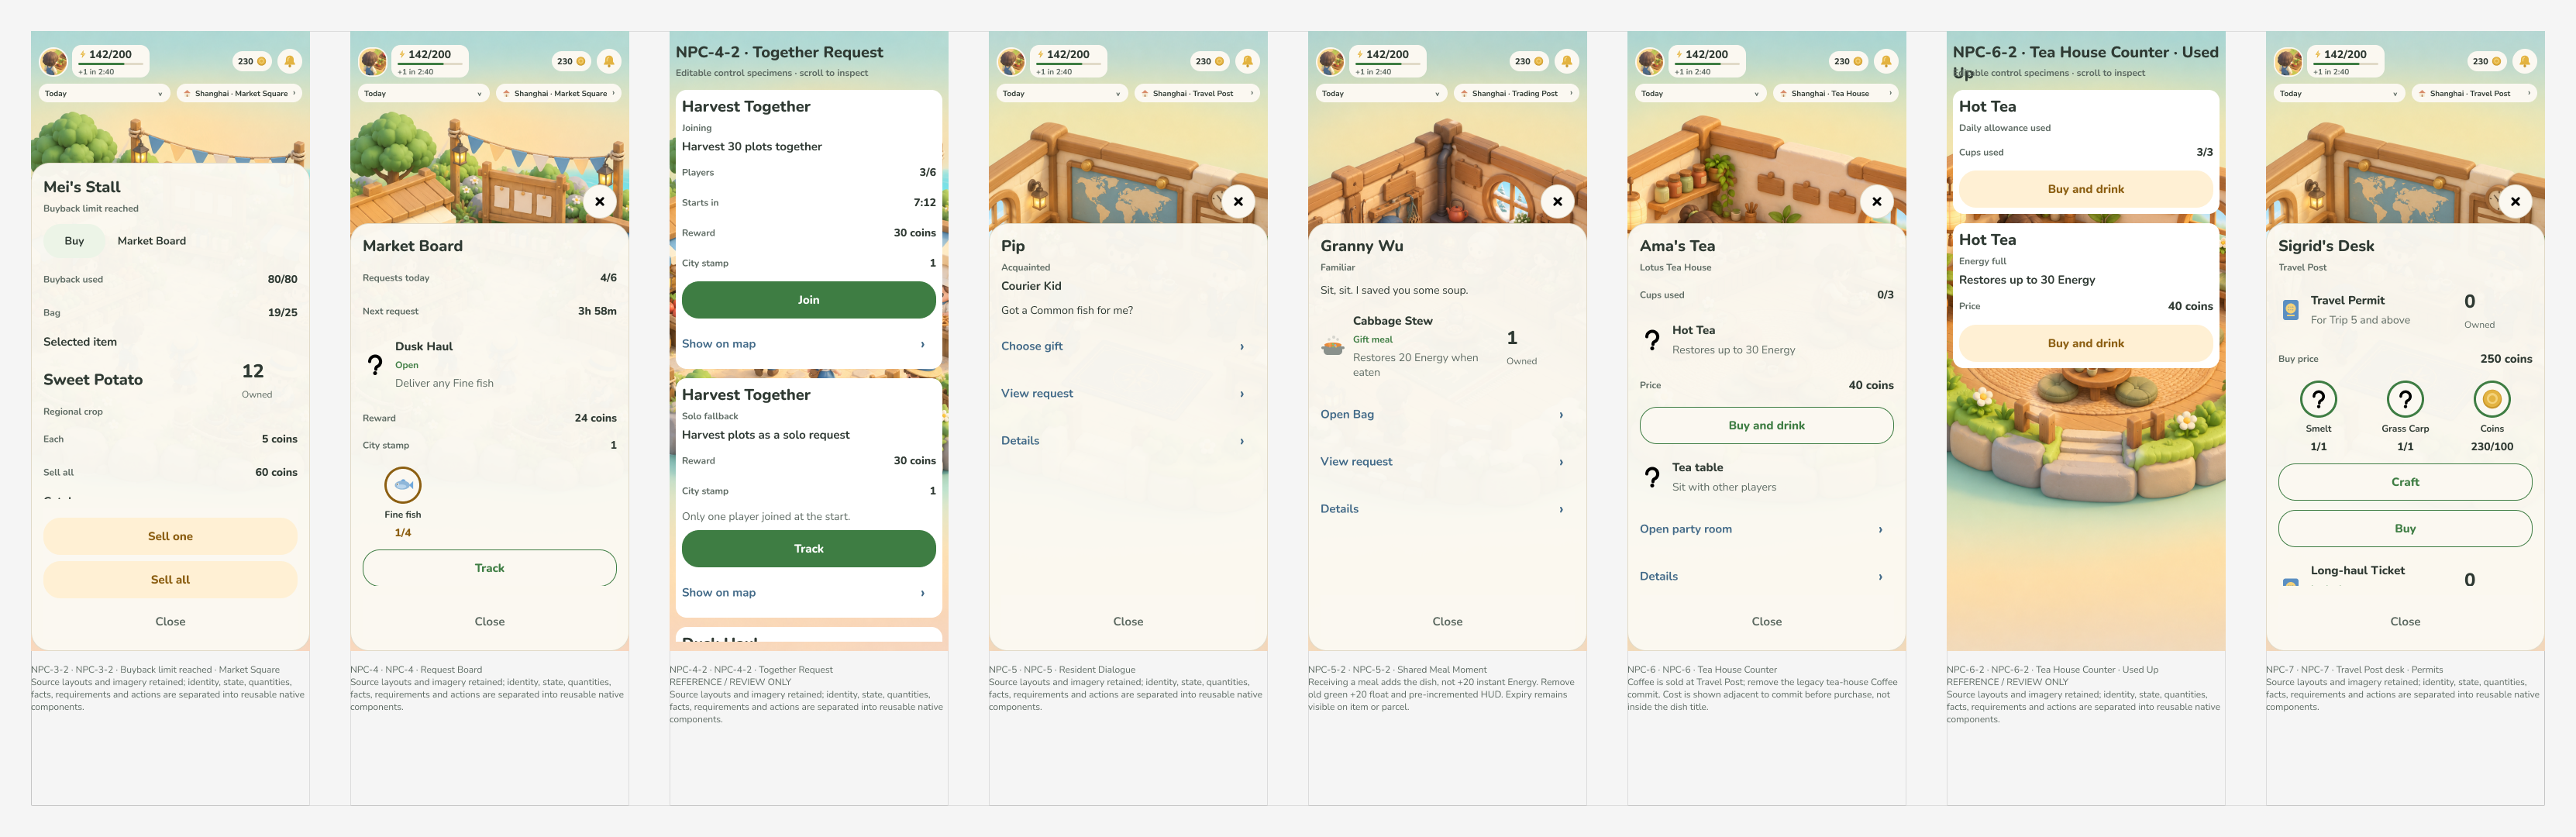 142/200
+1 in 2:40
230
Today
Shanghai · Market Square
Mei's Stall
Buyback limit reached
Buy
Market Board
Buyback used
80/80
Bag
19/25
Selected item
Sweet Potato
12
Owned
Regional crop
Each
5 coins
Sell all
60 coins
Sell one
Sell all
Close
NPC-3-2 · NPC-3-2 · Buyback limit reached · Market Square
Source layouts and imagery retained; identity, state, quantities,
facts, requirements and actions are separated into reusable native
components.
142/200
+1 in 2:40
230
Today
Shanghai · Market Square
Market Board
Requests today
4/6
Next request
3h 58m
?
Dusk Haul
Open
Deliver any Fine fish
Reward
24 coins
City stamp
1
Fine fish
1/4
Track
Close
NPC-4 · NPC-4 · Request Board
Source layouts and imagery retained; identity, state, quantities,
facts, requirements and actions are separated into reusable native
components.
NPC-4-2 · Together Request
Editable control specimens · scroll to inspect
Harvest Together
Joining
Harvest 30 plots together
Players
3/6
Starts in
7:12
Reward
30 coins
City stamp
1
Join
Show on map
Harvest Together
Solo fallback
Harvest plots as a solo request
Reward
30 coins
City stamp
1
Only one player joined at the start.
Track
Show on map
Dusk Haul
NPC-4-2 · NPC-4-2 · Together Request
REFERENCE / REVIEW ONLY
Source layouts and imagery retained; identity, state, quantities,
facts, requirements and actions are separated into reusable native
components.
142/200
+1 in 2:40
230
Today
Shanghai · Travel Post
Pip
Acquainted
Courier Kid
Got a Common fish for me?
Choose gift
View request
Details
Close
NPC-5 · NPC-5 · Resident Dialogue
Source layouts and imagery retained; identity, state, quantities,
facts, requirements and actions are separated into reusable native
components.
142/200
+1 in 2:40
230
Today
Shanghai · Trading Post
Granny Wu
Familiar
Sit, sit. I saved you some soup.
Cabbage Stew
Gift meal
Restores 20 Energy when
eaten
1
Owned
Open Bag
View request
Details
Close
NPC-5-2 · NPC-5-2 · Shared Meal Moment
Receiving a meal adds the dish, not +20 instant Energy. Remove
old green +20 float and pre-incremented HUD. Expiry remains
visible on item or parcel.
142/200
+1 in 2:40
230
Today
Shanghai · Tea House
Ama's Tea
Lotus Tea House
Cups used
0/3
?
Hot Tea
Restores up to 30 Energy
Price
40 coins
Buy and drink
?
Tea table
Sit with other players
Open party room
Details
Close
NPC-6 · NPC-6 · Tea House Counter
Coffee is sold at Travel Post; remove the legacy tea-house Coffee
commit. Cost is shown adjacent to commit before purchase, not
inside the dish title.
NPC-6-2 · Tea House Counter · Used
Up
Editable control specimens · scroll to inspect
Hot Tea
Daily allowance used
Cups used
3/3
Buy and drink
Hot Tea
Energy full
Restores up to 30 Energy
Price
40 coins
Buy and drink
NPC-6-2 · NPC-6-2 · Tea House Counter · Used Up
REFERENCE / REVIEW ONLY
Source layouts and imagery retained; identity, state, quantities,
facts, requirements and actions are separated into reusable native
components.
142/200
+1 in 2:40
230
Today
Shanghai · Travel Post
Sigrid's Desk
Travel Post
Travel Permit
For Trip 5 and above
0
Owned
Buy price
250 coins
?
Smelt
1/1
?
Grass Carp
1/1
Coins
230/100
Craft
Buy
Long-haul Ticket
0
Close
NPC-7 · NPC-7 · Travel Post desk · Permits
Source layouts and imagery retained; identity, state, quantities,
facts, requirements and actions are separated into reusable native
components.